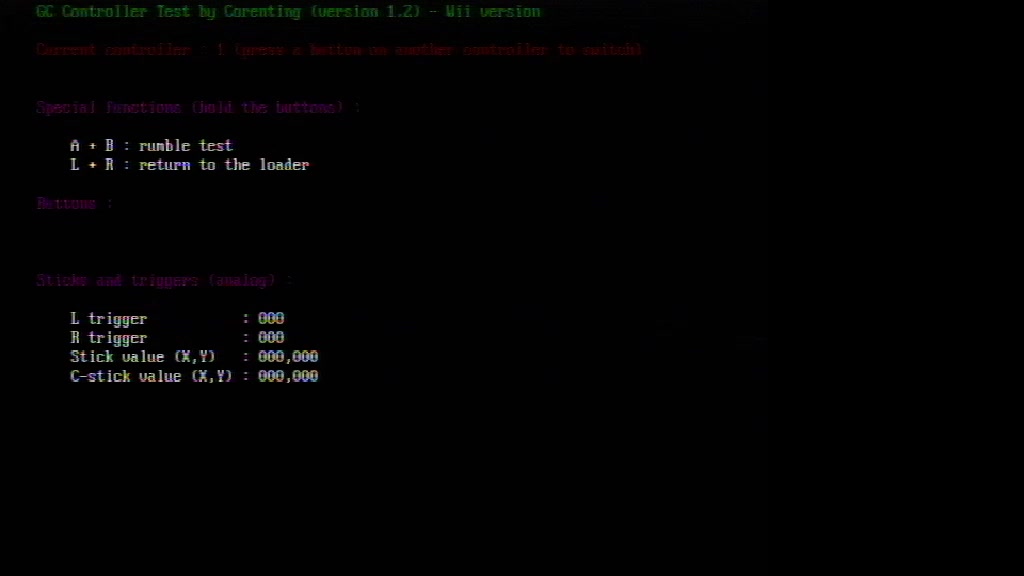 GC Controller Test by Corenting (version 1.2) - Wii version
Current controller : 1 (press a button on another controller to switch)
Special functions (hold the buttons) :
A + B : rumble test
L + R : return to the loader
Buttons :
Sticks and triggers (analog) :
L trigger : 000
R trigger : 000
Stick value (X,Y) : 000,000
C-stick value (X,Y) : 000,000